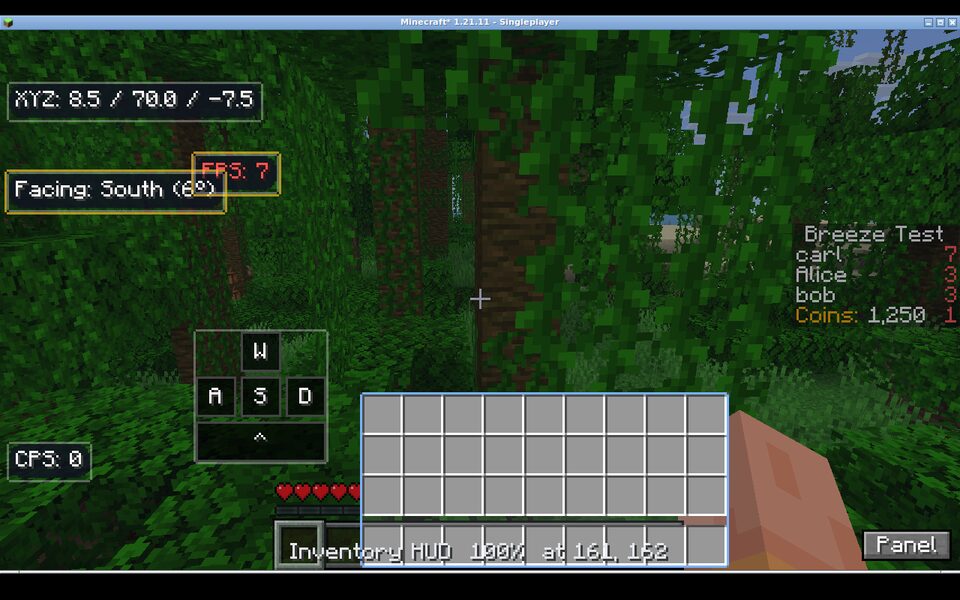 Minecraft* 1.21.11 - Singleplayer
XYZ: 8.5 / 70.0 / -7.5
FPS: 7
Facing: South (6º)
Breeze Test
carl 7
Alice 3
bob 3
Coins: 1,250 1
W
A S D
^
CPS: 0
Inventory HUD 100% at 161, 162
Panel